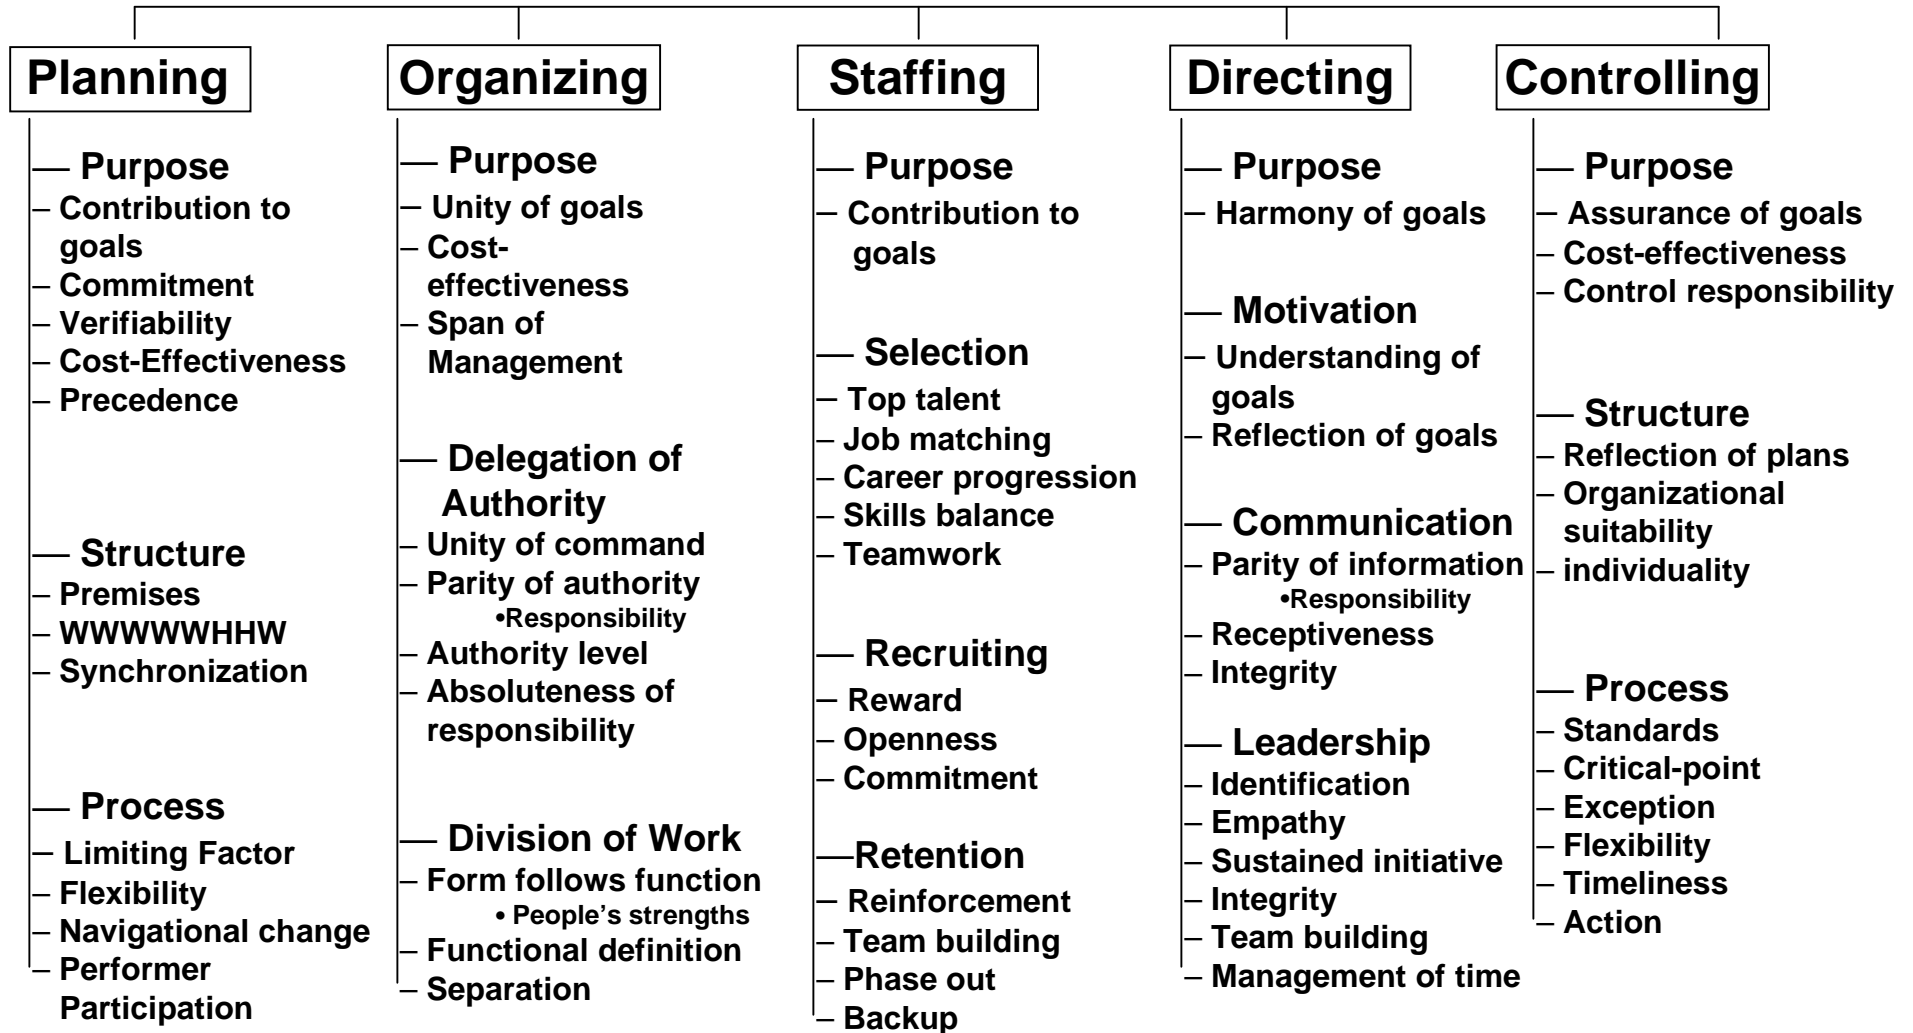 Planning
— Purpose
– Contribution to
goals
– Commitment
– Verifiability
– Cost-Effectiveness
– Precedence
— Structure
– Premises
– WWWWWHHW
– Synchronization
— Process
– Limiting Factor
– Flexibility
– Navigational change
– Performer
Participation
Organizing
— Purpose
– Unity of goals
– Cost-
effectiveness
– Span of
Management
— Delegation of
Authority
– Unity of command
– Parity of authority
•Responsibility
– Authority level
– Absoluteness of
responsibility
— Division of Work
– Form follows function
• People’s strengths
– Functional definition
– Separation
Staffing
— Purpose
– Contribution to
goals
— Selection
– Top talent
– Job matching
– Career progression
– Skills balance
– Teamwork
— Recruiting
– Reward
– Openness
– Commitment
—Retention
– Reinforcement
– Team building
– Phase out
– Backup
Directing
— Purpose
– Harmony of goals
— Motivation
– Understanding of
goals
– Reflection of goals
— Communication
– Parity of information
•Responsibility
– Receptiveness
– Integrity
— Leadership
– Identification
– Empathy
– Sustained initiative
– Integrity
– Team building
– Management of time
Controlling
— Purpose
– Assurance of goals
– Cost-effectiveness
– Control responsibility
— Structure
– Reflection of plans
– Organizational
suitability
– individuality
— Process
– Standards
– Critical-point
– Exception
– Flexibility
– Timeliness
– Action